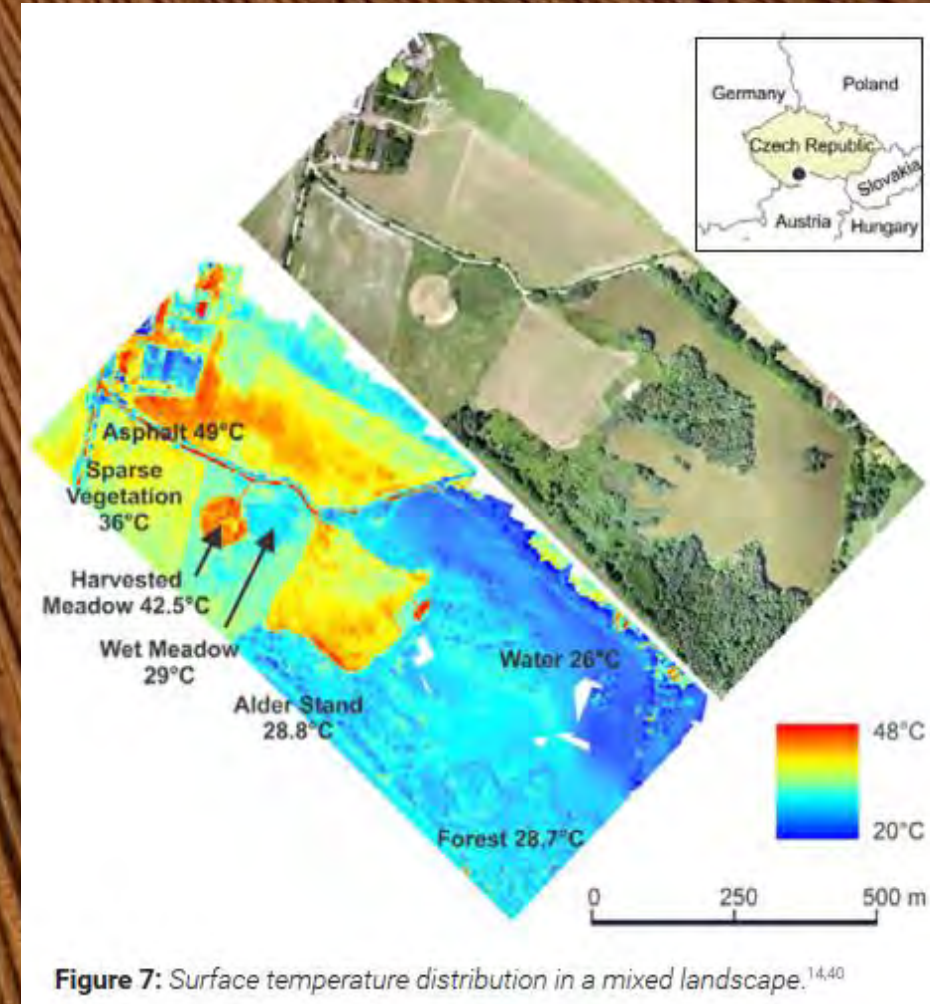 Germany
Poland
Czech Republic
Slovakia
Austria
Hungary
Asphalt 49°C
Sparse
Vegetation
36°C
Harvested
Meadow 42.5°C
Wet Meadow
29°C
Alder Stand
28.8°C
Water 26°C
Forest 28.7°C
48°C
20°C
0 250 500 m
Figure 7: Surface temperature distribution in a mixed landscape.14,40